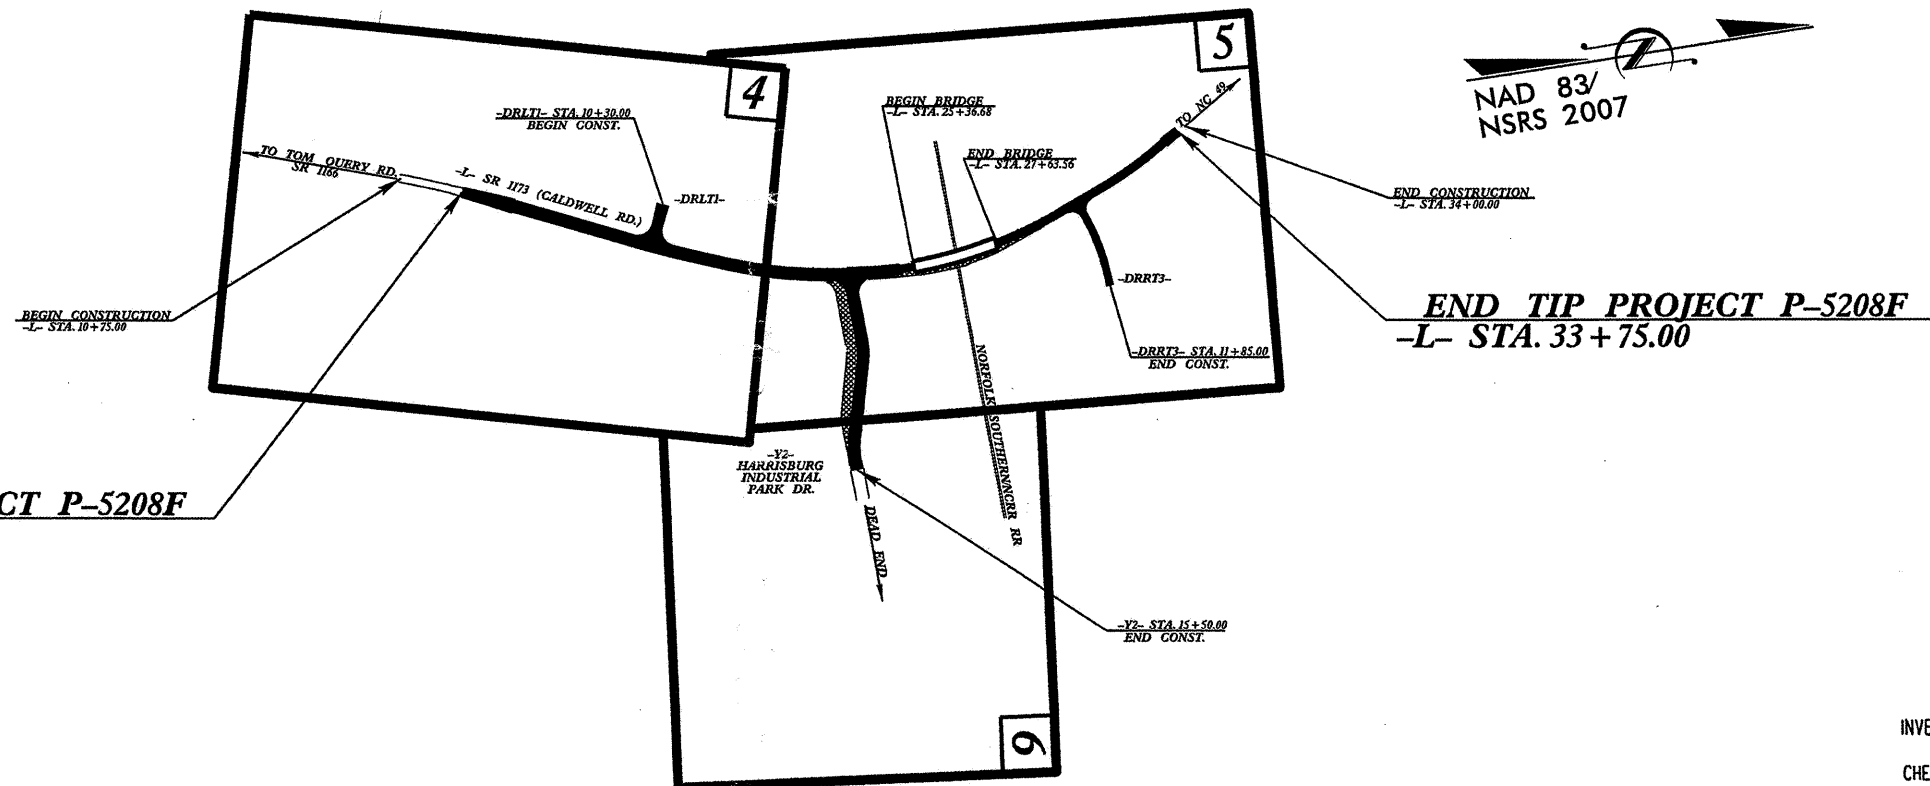 4
5
NAD 83/
NSRS 2007
-DRLT1- STA. 10+30.00
BEGIN CONST.
BEGIN BRIDGE
-L- STA. 25+36.68
END BRIDGE
-L- STA. 27+63.56
TO NC 49
TO TOM QUERY RD.
SR 1166
-L- SR 1173 (CALDWELL RD.)
-DRLT1-
END CONSTRUCTION
-L- STA. 34+00.00
-DRRT3-
BEGIN CONSTRUCTION
-L- STA. 10+75.00
END TIP PROJECT P-5208F
-L- STA. 33+75.00
-DRRT3- STA. 11+85.00
END CONST.
NORFOLK SOUTHERN/NCRR RR
-Y2-
HARRISBURG
INDUSTRIAL
PARK DR.
CT P-5208F
DEAD END
-Y2- STA. 15+50.00
END CONST.
6
INVE
CHE